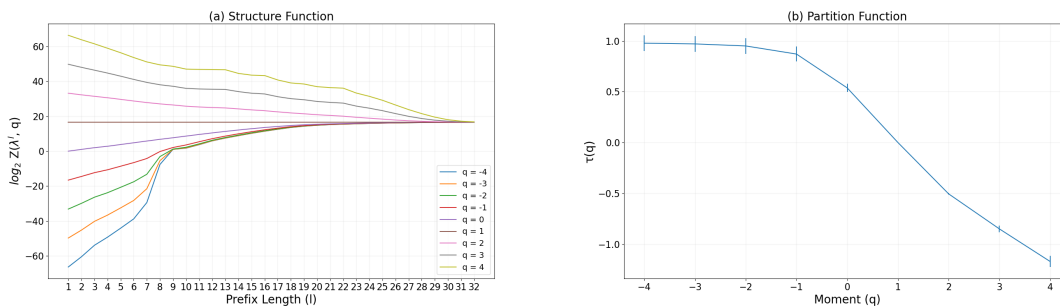 (a) Structure Function
log₂ Z(λˡ, q)
60
40
20
0
−20
−40
−60
1 2 3 4 5 6 7 8 9 10 11 12 13 14 15 16 17 18 19 20 21 22 23 24 25 26 27 28 29 30 31 32
Prefix Length (l)
q = -4
q = -3
q = -2
q = -1
q = 0
q = 1
q = 2
q = 3
q = 4
(b) Partition Function
τ(q)
1.0
0.5
0.0
−0.5
−1.0
−4 −3 −2 −1 0 1 2 3 4
Moment (q)